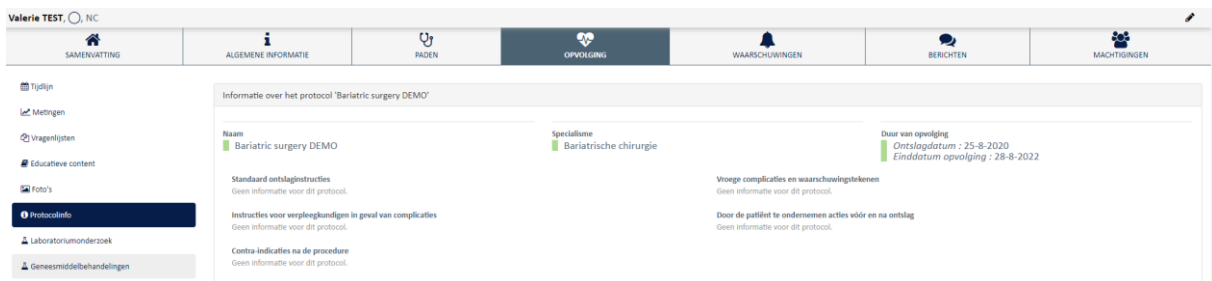 Valerie TEST, NC
SAMENVATTING
ALGEMENE INFORMATIE
PADEN
OPVOLGING
WAARSCHUWINGEN
BERICHTEN
MACHTIGINGEN
Tijdlijn
Metingen
Vragenlijsten
Educatieve content
Foto's
Protocolinfo
Laboratoriumonderzoek
Geneesmiddelbehandelingen
Informatie over het protocol 'Bariatric surgery DEMO'
Naam
Bariatric surgery DEMO
Specialisme
Bariatrische chirurgie
Duur van opvolging
Ontslagdatum : 25-8-2020
Einddatum opvolging : 28-8-2022
Standaard ontslaginstructies
Geen informatie voor dit protocol.
Vroege complicaties en waarschuwingstekenen
Geen informatie voor dit protocol.
Instructies voor verpleegkundigen in geval van complicaties
Geen informatie voor dit protocol.
Door de patiënt te ondernemen acties vóór en na ontslag
Geen informatie voor dit protocol.
Contra-indicaties na de procedure
Geen informatie voor dit protocol.